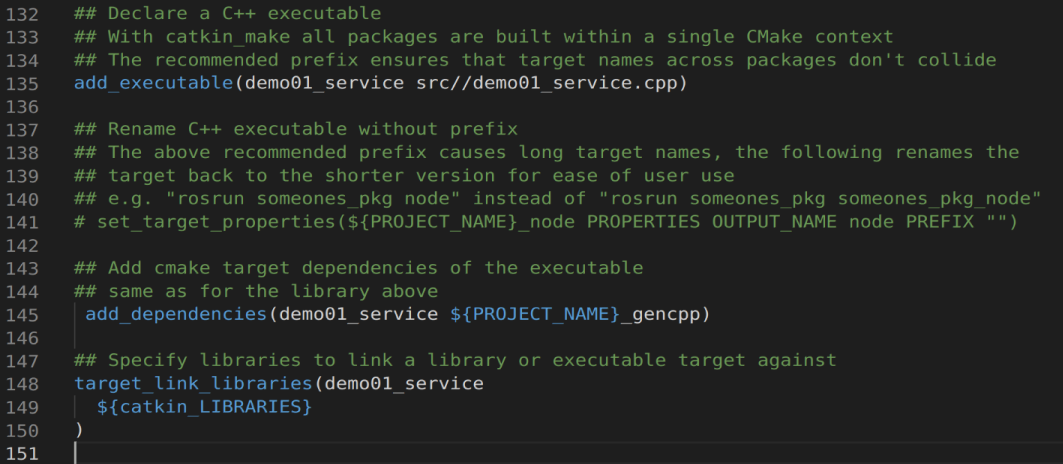 132 ## Declare a C++ executable
133 ## With catkin_make all packages are built within a single CMake context
134 ## The recommended prefix ensures that target names across packages don't collide
135 add_executable(demo01_service src//demo01_service.cpp)
136
137 ## Rename C++ executable without prefix
138 ## The above recommended prefix causes long target names, the following renames the
139 ## target back to the shorter version for ease of user use
140 ## e.g. "rosrun someones_pkg node" instead of "rosrun someones_pkg someones_pkg_node"
141 # set_target_properties(${PROJECT_NAME}_node PROPERTIES OUTPUT_NAME node PREFIX "")
142
143 ## Add cmake target dependencies of the executable
144 ## same as for the library above
145  add_dependencies(demo01_service ${PROJECT_NAME}_gencpp)
146
147 ## Specify libraries to link a library or executable target against
148 target_link_libraries(demo01_service
149   ${catkin_LIBRARIES}
150 )
151